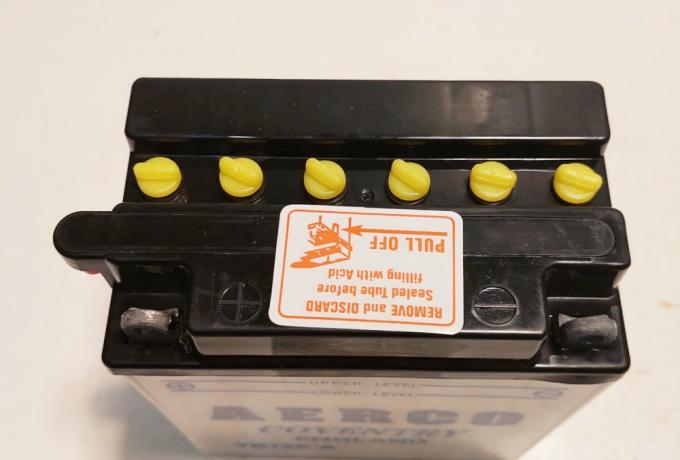 REMOVE and DISCARD
Sealed Tube before
filling with Acid
PULL OFF
UPPER LEVEL
LOWER LEVEL
AERCO
COVENTRY
ENGLAND